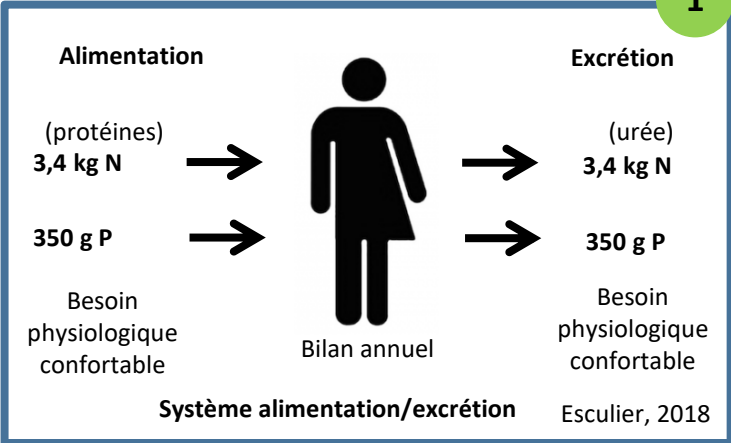 1
Alimentation
Excrétion
(protéines)
3,4 kg N
(urée)
3,4 kg N
350 g P
350 g P
Besoin
physiologique
confortable
Bilan annuel
Besoin
physiologique
confortable
Système alimentation/excrétion
Esculier, 2018